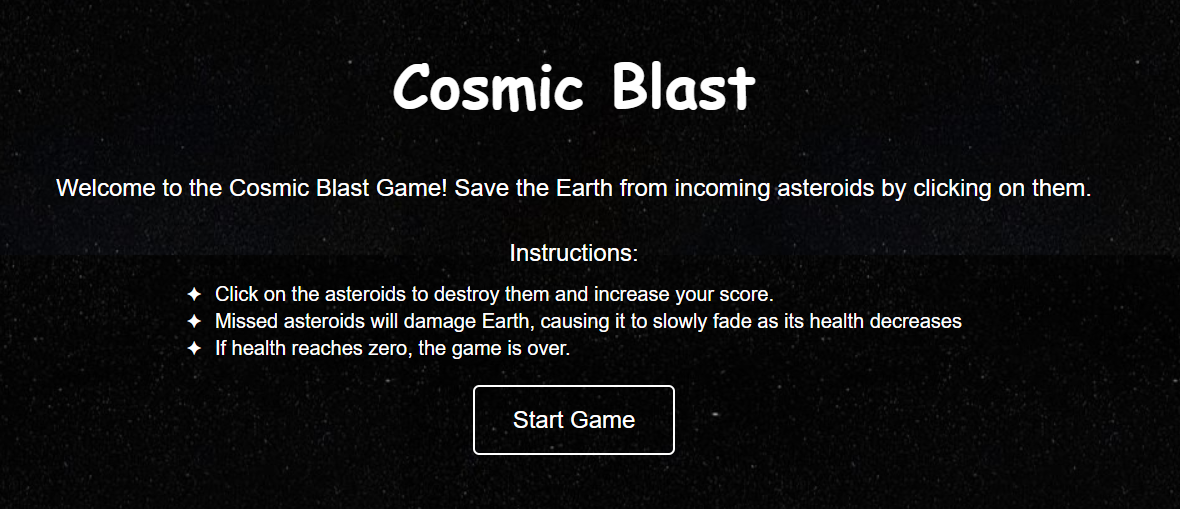 Cosmic Blast
Welcome to the Cosmic Blast Game! Save the Earth from incoming asteroids by clicking on them.
Instructions:
✦ Click on the asteroids to destroy them and increase your score.
✦ Missed asteroids will damage Earth, causing it to slowly fade as its health decreases
✦ If health reaches zero, the game is over.
Start Game